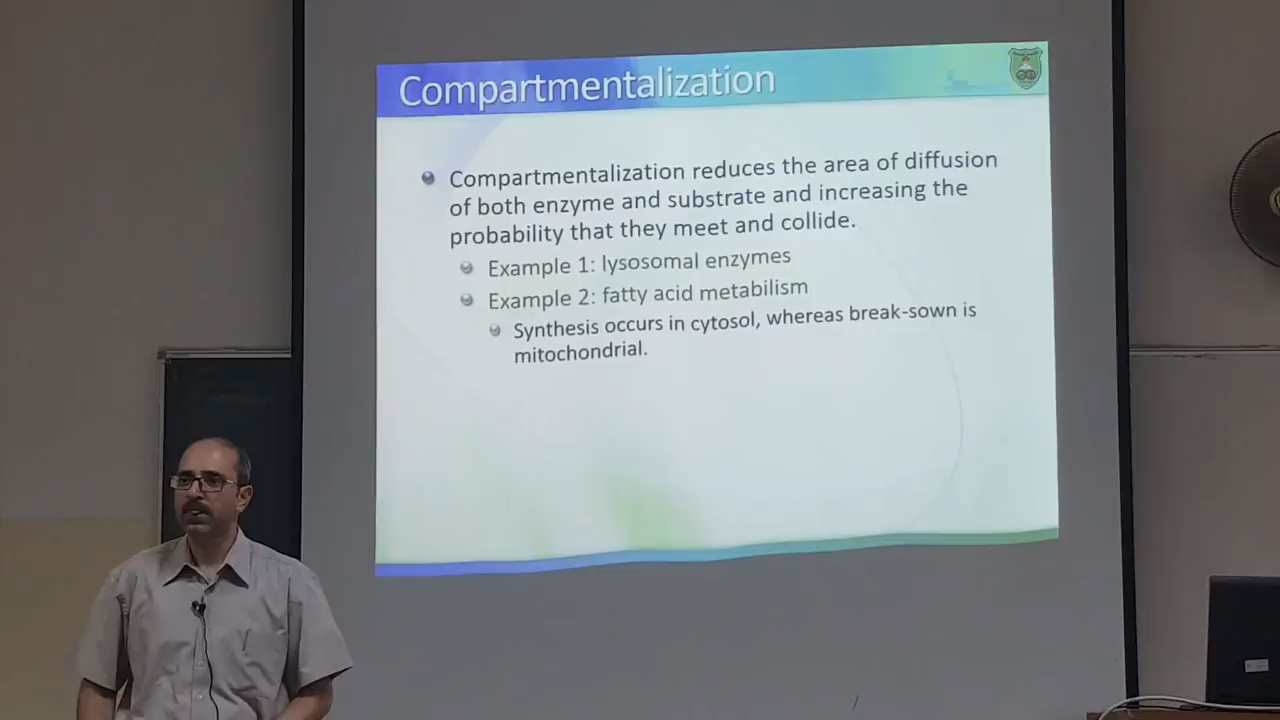 Compartmentalization
Compartmentalization reduces the area of diffusion
of both enzyme and substrate and increasing the
probability that they meet and collide.
Example 1: lysosomal enzymes
Example 2: fatty acid metabilism
Synthesis occurs in cytosol, whereas break-sown is
mitochondrial.